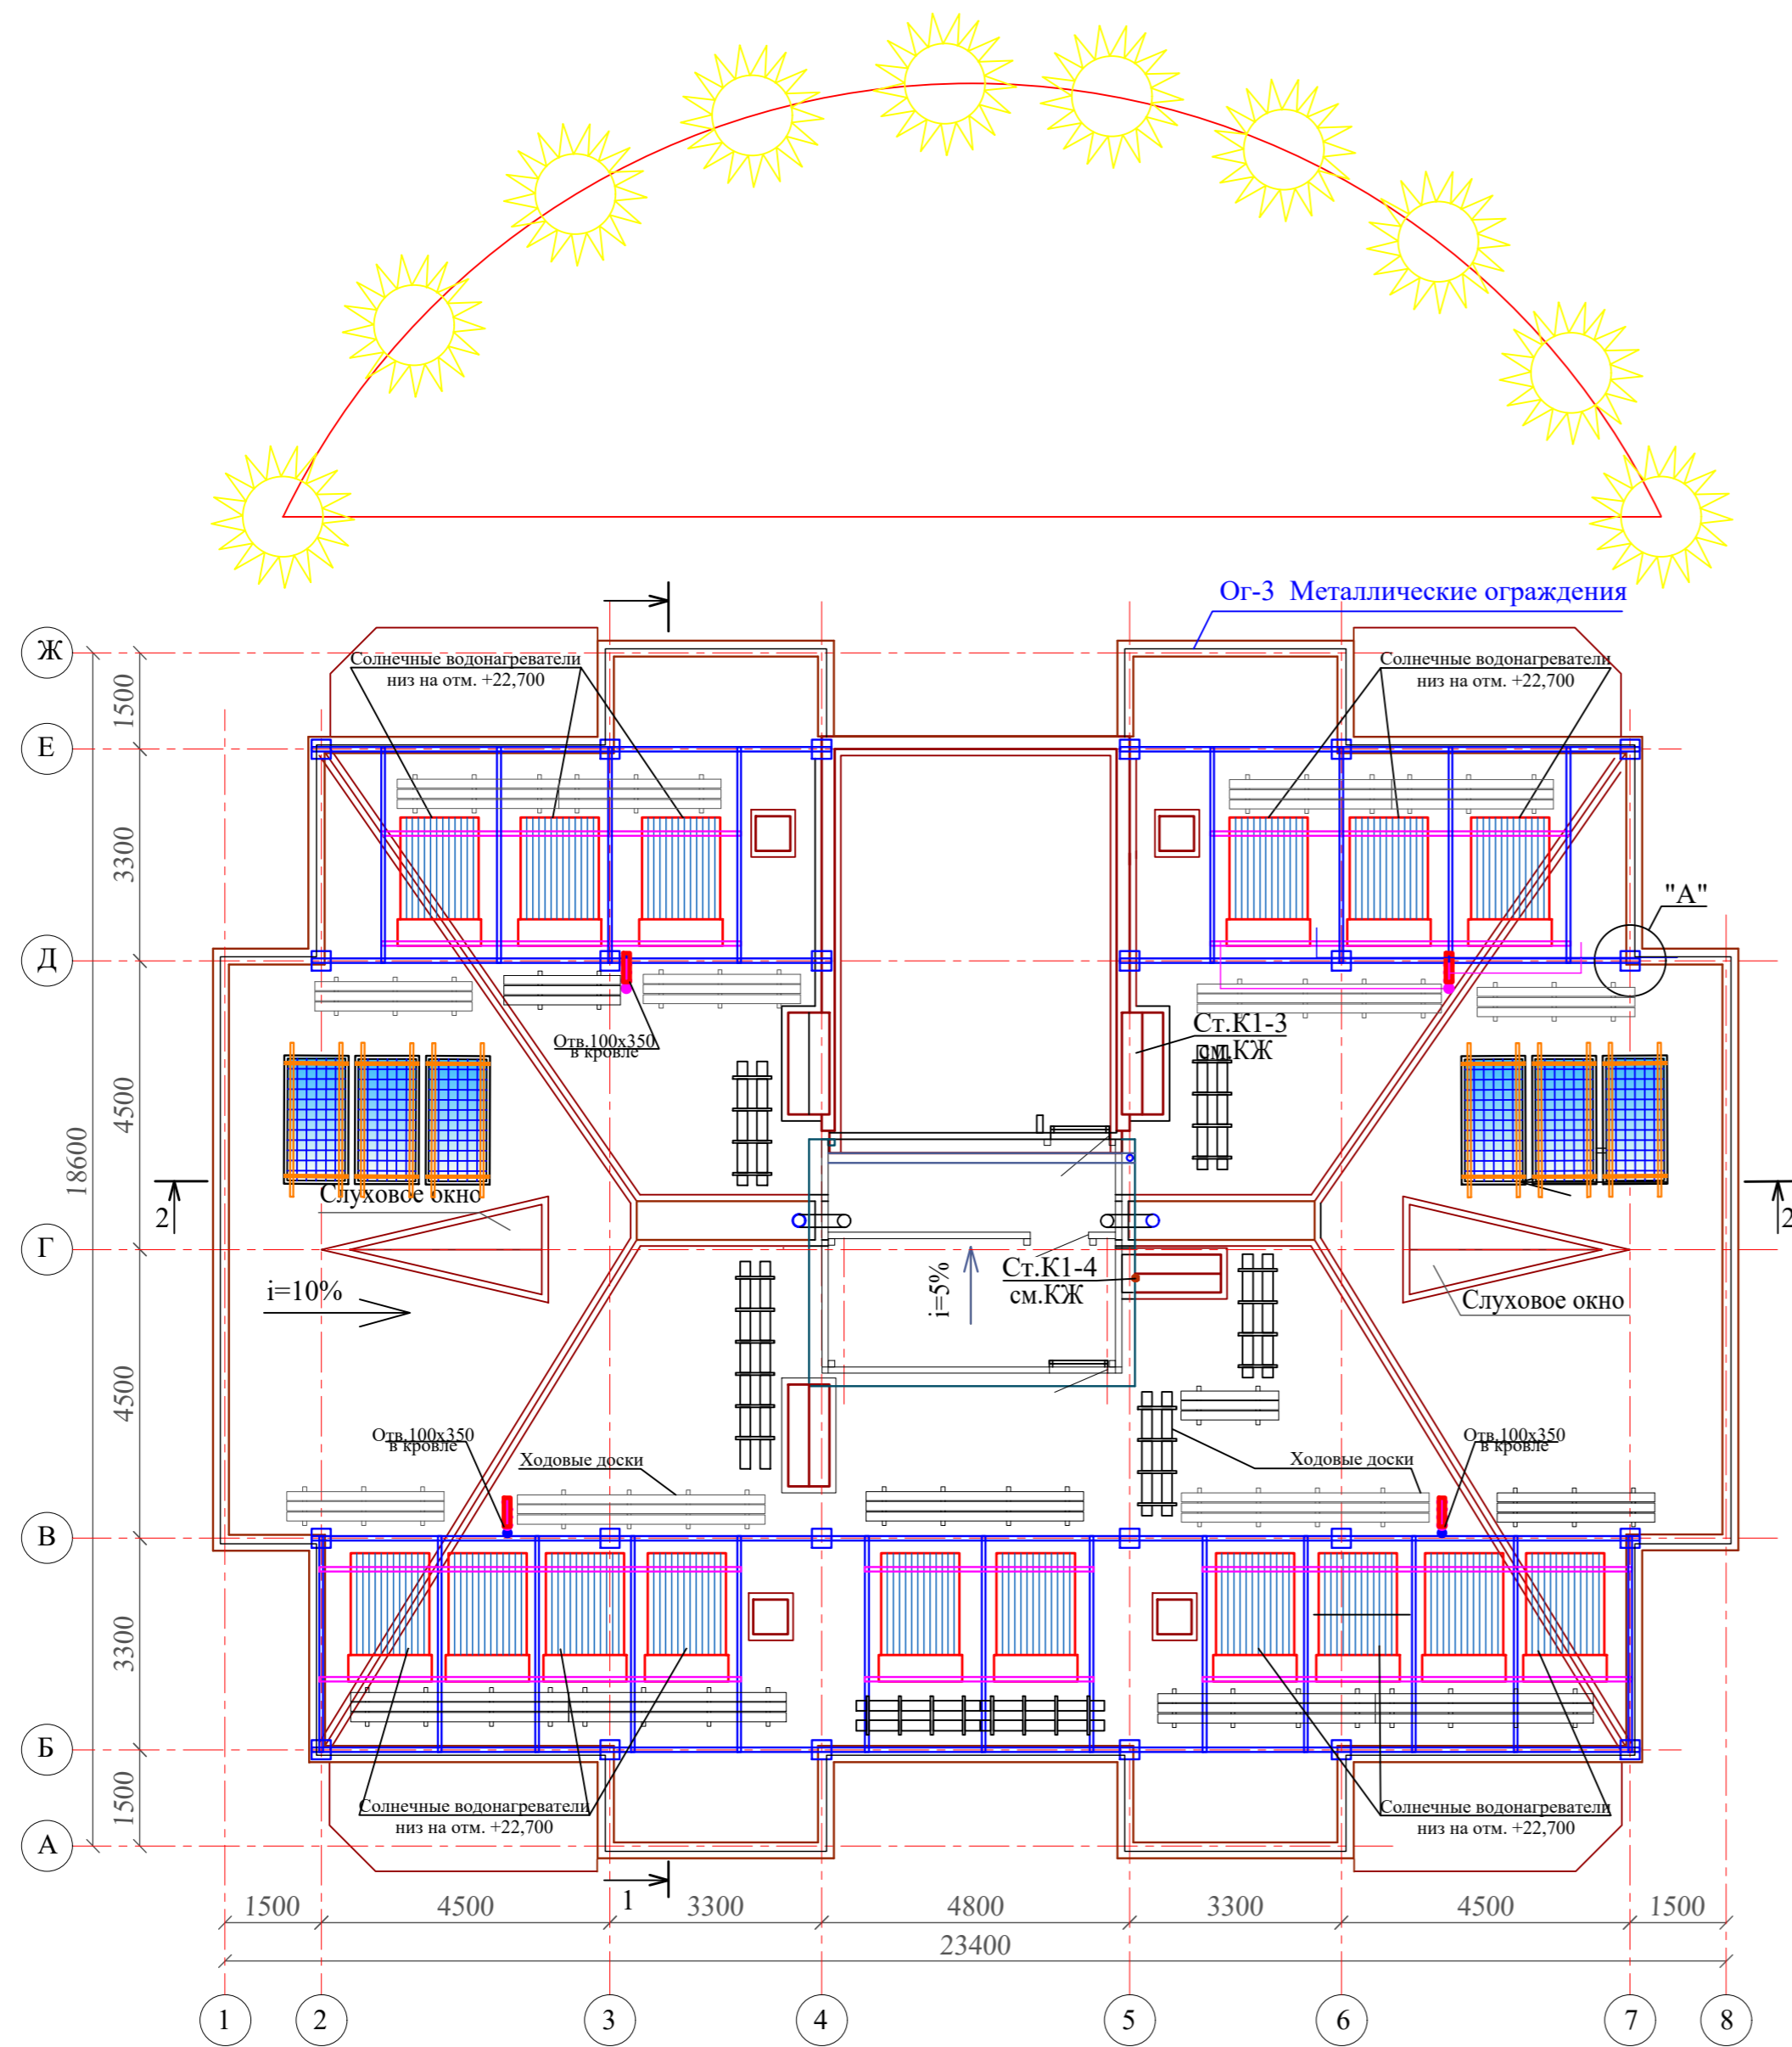 Ог-3 Металлические ограждения
Ж
Солнечные водонагреватели
низ на отм. +22,700
Солнечные водонагреватели
низ на отм. +22,700
1500
Е
3300
"А"
Д
Отв.100х350
в кровле
Ст.К1-3
см.КЖ
4500
18600
2
Слуховое окно
2
Г
i=10%
i=5%
Ст.К1-4
см.КЖ
Слуховое окно
4500
Отв.100х350
в кровле
Ходовые доски
Ходовые доски
Отв.100х350
в кровле
В
3300
Б
1500
Солнечные водонагреватели
низ на отм. +22,700
Солнечные водонагреватели
низ на отм. +22,700
А
1
1500 4500 3300 4800 3300 4500 1500
23400
1 2 3 4 5 6 7 8